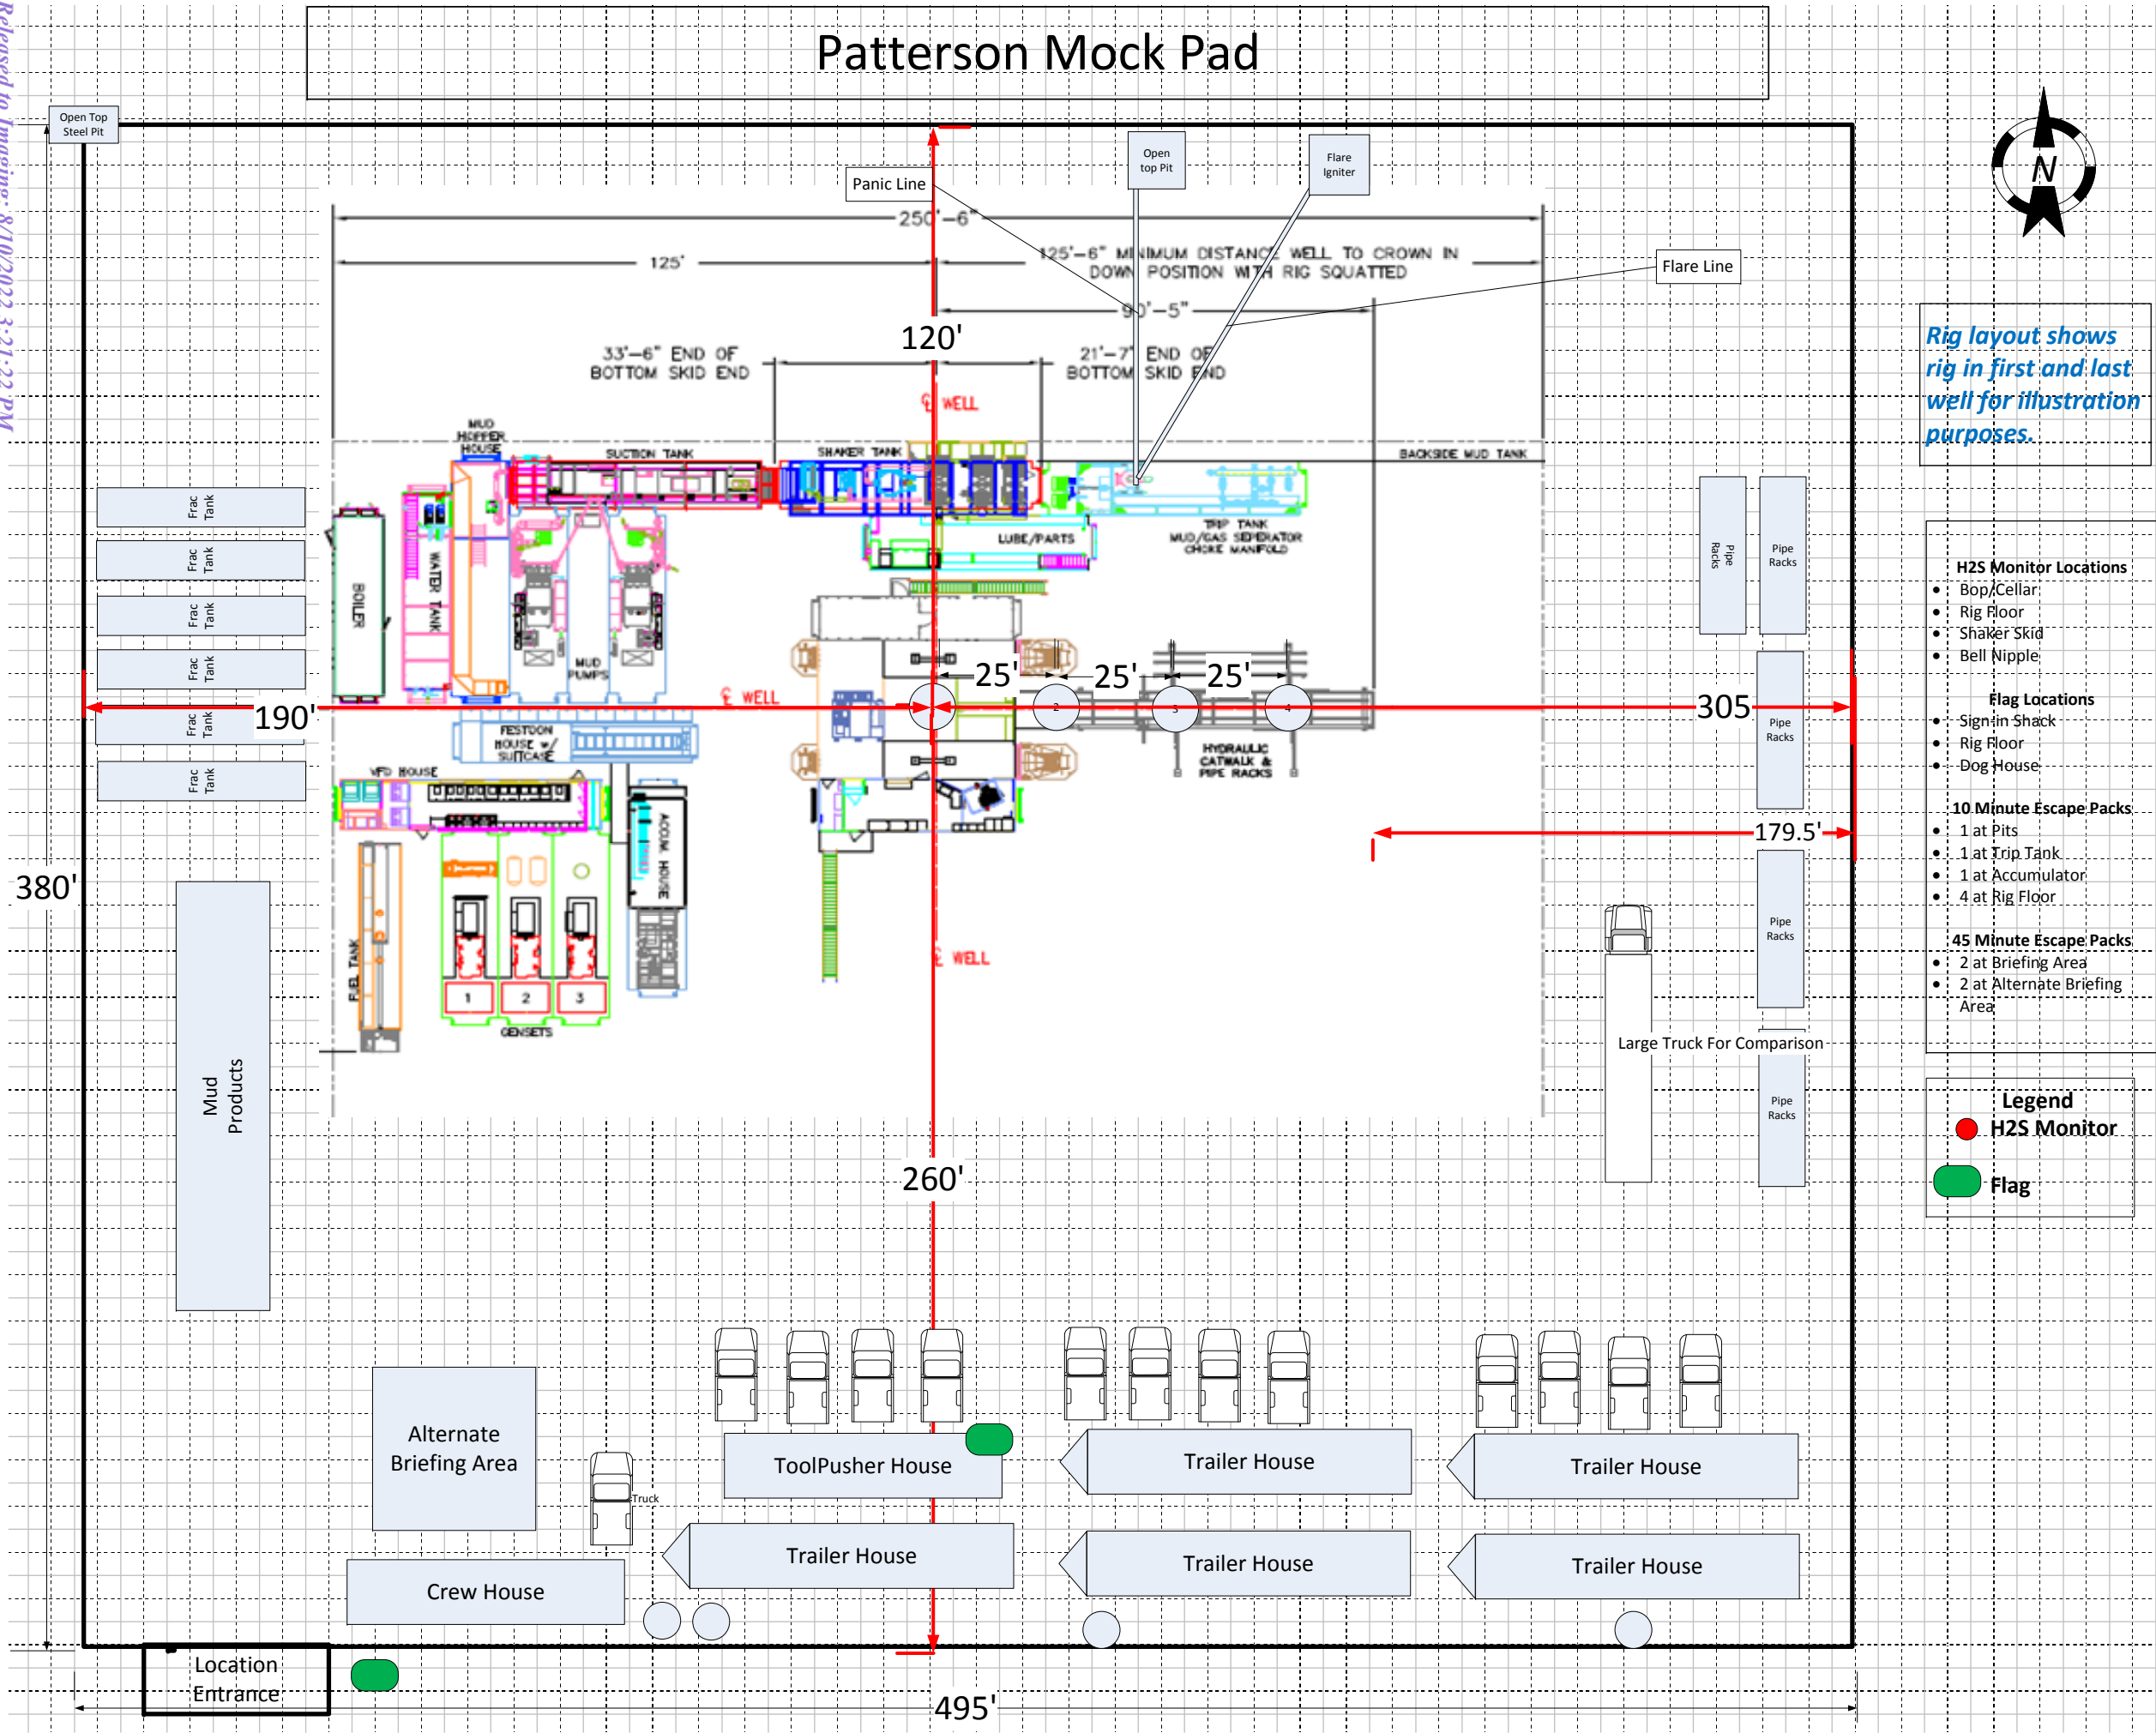 Released to Imaging: 8/10/2022 3:21:22 PM
Patterson Mock Pad
Open Top
Steel Pit
Open
top Pit
Flare
Igniter
Panic Line
N
250'-6"
125'
125'-6" MINIMUM DISTANCE WELL TO CROWN IN
DOWN POSITION WITH RIG SQUATTED
Flare Line
90'-5"
120'
33'-6" END OF
BOTTOM SKID END
21'-7" END OF
BOTTOM SKID END
Rig layout shows
rig in first and last
well for illustration
purposes.
℄ WELL
MUD
HOPPER
HOUSE
SUCTION TANK
SHAKER TANK
BACKSIDE MUD TANK
Frac
Tank
Frac
Tank
Frac
Tank
Frac
Tank
Frac
Tank
Frac
Tank
BOILER
WATER TANK
MUD
PUMPS
LUBE/PARTS
TRIP TANK
MUD/GAS SEPERATOR
CHOKE MANIFOLD
Pipe
Racks
Pipe
Racks
Pipe
Racks
Pipe
Racks
Pipe
Racks
H2S Monitor Locations
• Bop/Cellar
• Rig Floor
• Shaker Skid
• Bell Nipple
Flag Locations
• Sign-in Shack
• Rig Floor
• Dog House
10 Minute Escape Packs
• 1 at Pits
• 1 at Trip Tank
• 1 at Accumulator
• 4 at Rig Floor
45 Minute Escape Packs
• 2 at Briefing Area
• 2 at Alternate Briefing
Area
25'
25'
25'
℄ WELL
190'
2
3
4
305
FESTOON
HOUSE w/
SUITCASE
HYDRAULIC
CATWALK &
PIPE RACKS
VFD HOUSE
179.5'
ACCUM HOUSE
380'
FUEL TANK
1
2
3
GENSETS
℄ WELL
Large Truck For Comparison
Mud
Products
260'
Legend
H2S Monitor
Flag
Alternate
Briefing Area
ToolPusher House
Trailer House
Trailer House
Truck
Trailer House
Trailer House
Trailer House
Crew House
Location
Entrance
495'